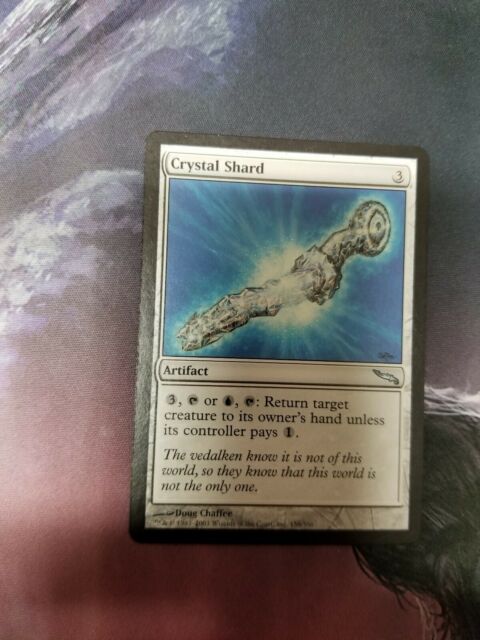 Crystal Shard 3
Artifact
3, T or U, T: Return target
creature to its owner's hand unless
its controller pays 1.
The vedalken know it is not of this
world, so they know that this world is
not the only one.
Doug Chaffee